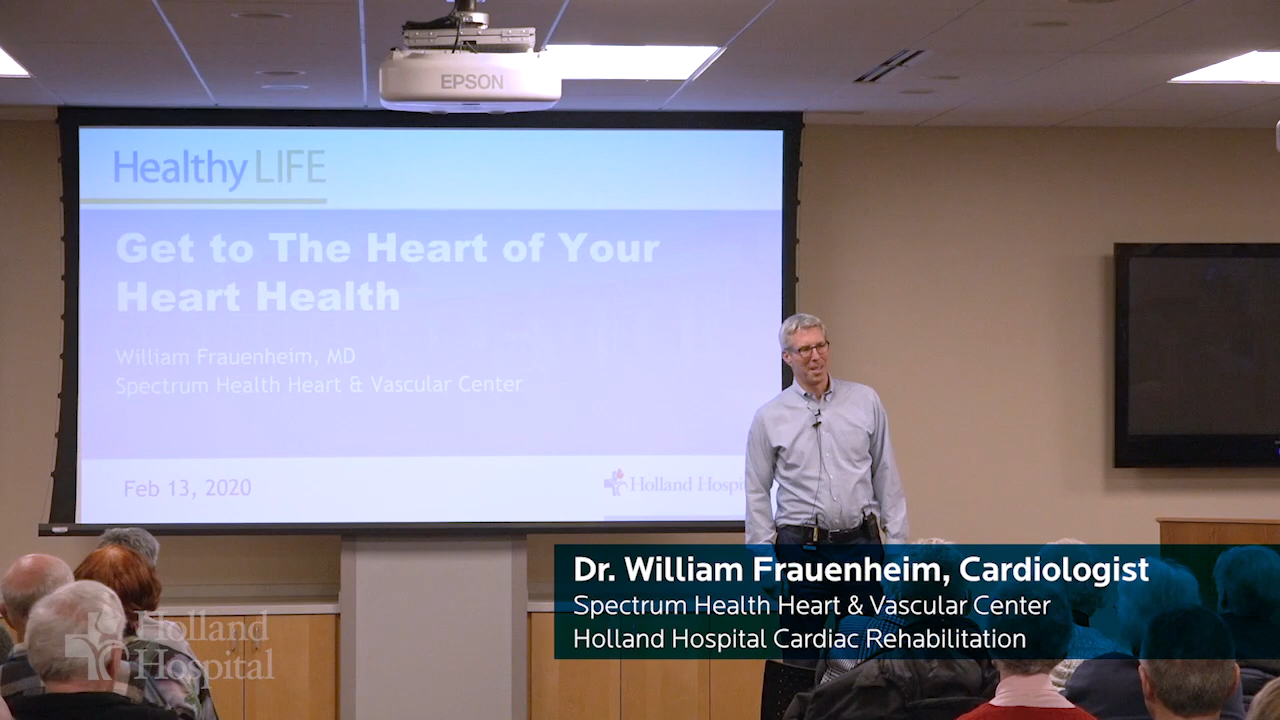 EPSON
Healthy LIFE
Get to The Heart of Your
Heart Health
William Frauenheim, MD
Spectrum Health Heart & Vascular Center
Feb 13, 2020
Holland
Dr. William Frauenheim, Cardiologist
Spectrum Health Heart & Vascular Center
Holland Hospital Cardiac Rehabilitation
Holland
Hospital